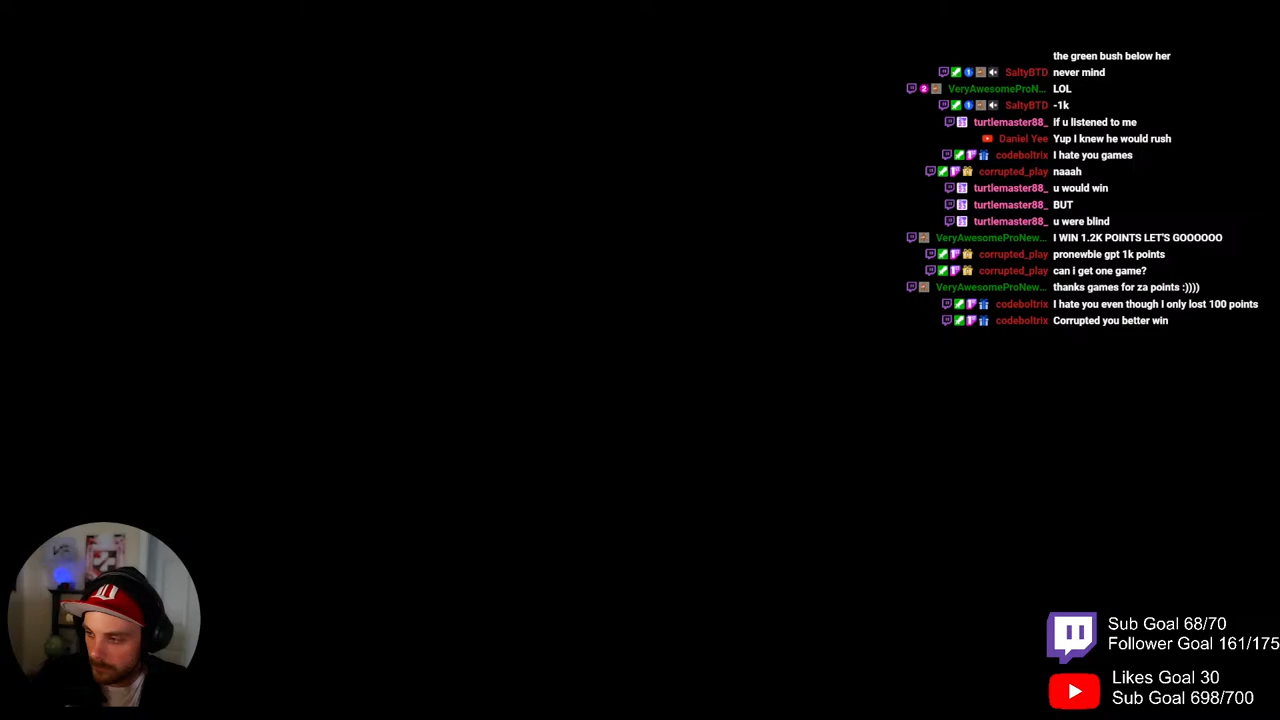 the green bush below her
SaltyBTD never mind
VeryAwesomeProN... LOL
SaltyBTD -1k
turtlemaster88_ if u listened to me
Daniel Yee Yup I knew he would rush
codeboltrix I hate you games
corrupted_play naaah
turtlemaster88_ u would win
turtlemaster88_ BUT
turtlemaster88_ u were blind
VeryAwesomeProNew... I WIN 1.2K POINTS LET'S GOOOOOO
corrupted_play pronewbie gpt 1k points
corrupted_play can i get one game?
VeryAwesomeProNew... thanks games for za points :))))
codeboltrix I hate you even though I only lost 100 points
codeboltrix Corrupted you better win
Sub Goal 68/70
Follower Goal 161/175
Likes Goal 30
Sub Goal 698/700